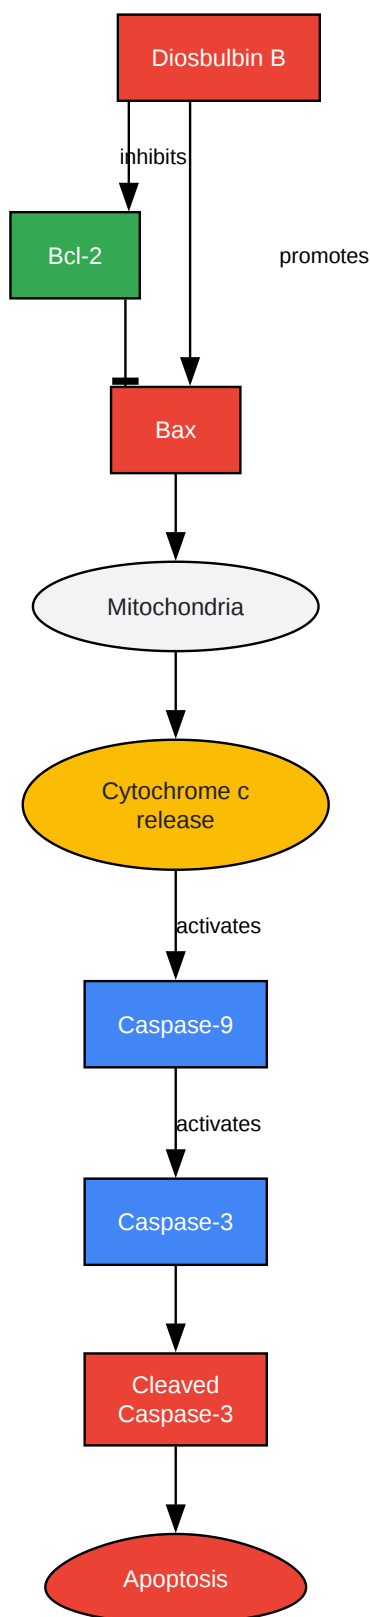 Diosbulbin B
inhibits
Bcl-2
promotes
Bax
Mitochondria
Cytochrome c
release
activates
Caspase-9
activates
Caspase-3
Cleaved
Caspase-3
Apoptosis